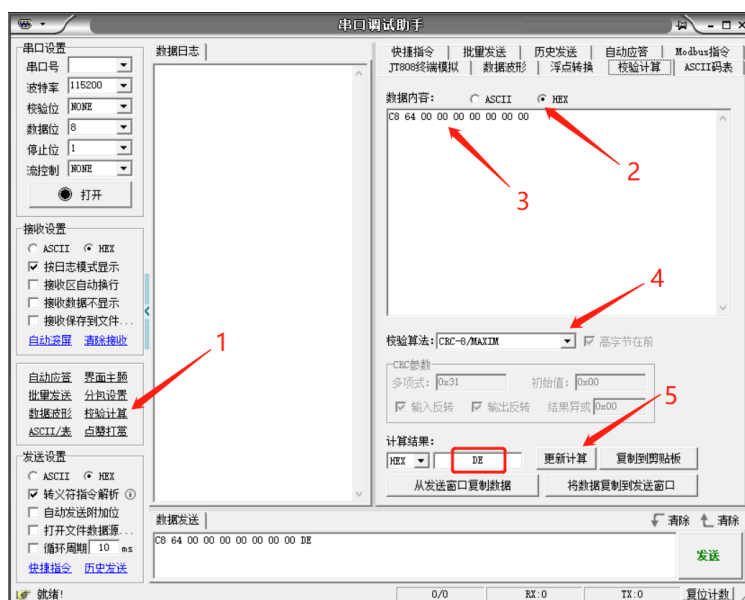 串口调试助手
串口设置
串口号
波特率 115200
校验位 NONE
数据位 8
停止位 1
流控制 NONE
打开
接收设置
ASCII HEX
按日志模式显示
接收区自动换行
接收数据不显示
接收保存到文件...
自动滚屏 清除接收
自动应答 界面主题
批里发送 分包设置
数据波形 校验计算
ASCII/表 点赞打赏
发送设置
ASCII HEX
转义符指令解析
自动发送附加位
打开文件数据源...
循环周期 10 ms
快捷指令 历史发送
数据日志
1
快捷指令 批量发送 历史发送 自动应答 Modbus指令
JT808终端模拟 数据波形 浮点转换 校验计算 ASCII码表
数据内容: ASCII HEX
C8 64 00 00 00 00 00 00 00
2
3
4
校验算法: CRC-8/MAXIM 高字节在前
CRC参数
多项式: 0x31 初始值: 0x00
输入反转 输出反转 结果异或 0x00
5
计算结果:
HEX DE 更新计算 复制到剪贴板
从发送窗口复制数据 将数据复制到发送窗口
数据发送 清除 清除
C8 64 00 00 00 00 00 00 00 DE
发送
就绪! 0/0 RX:0 TX:0 复位计数